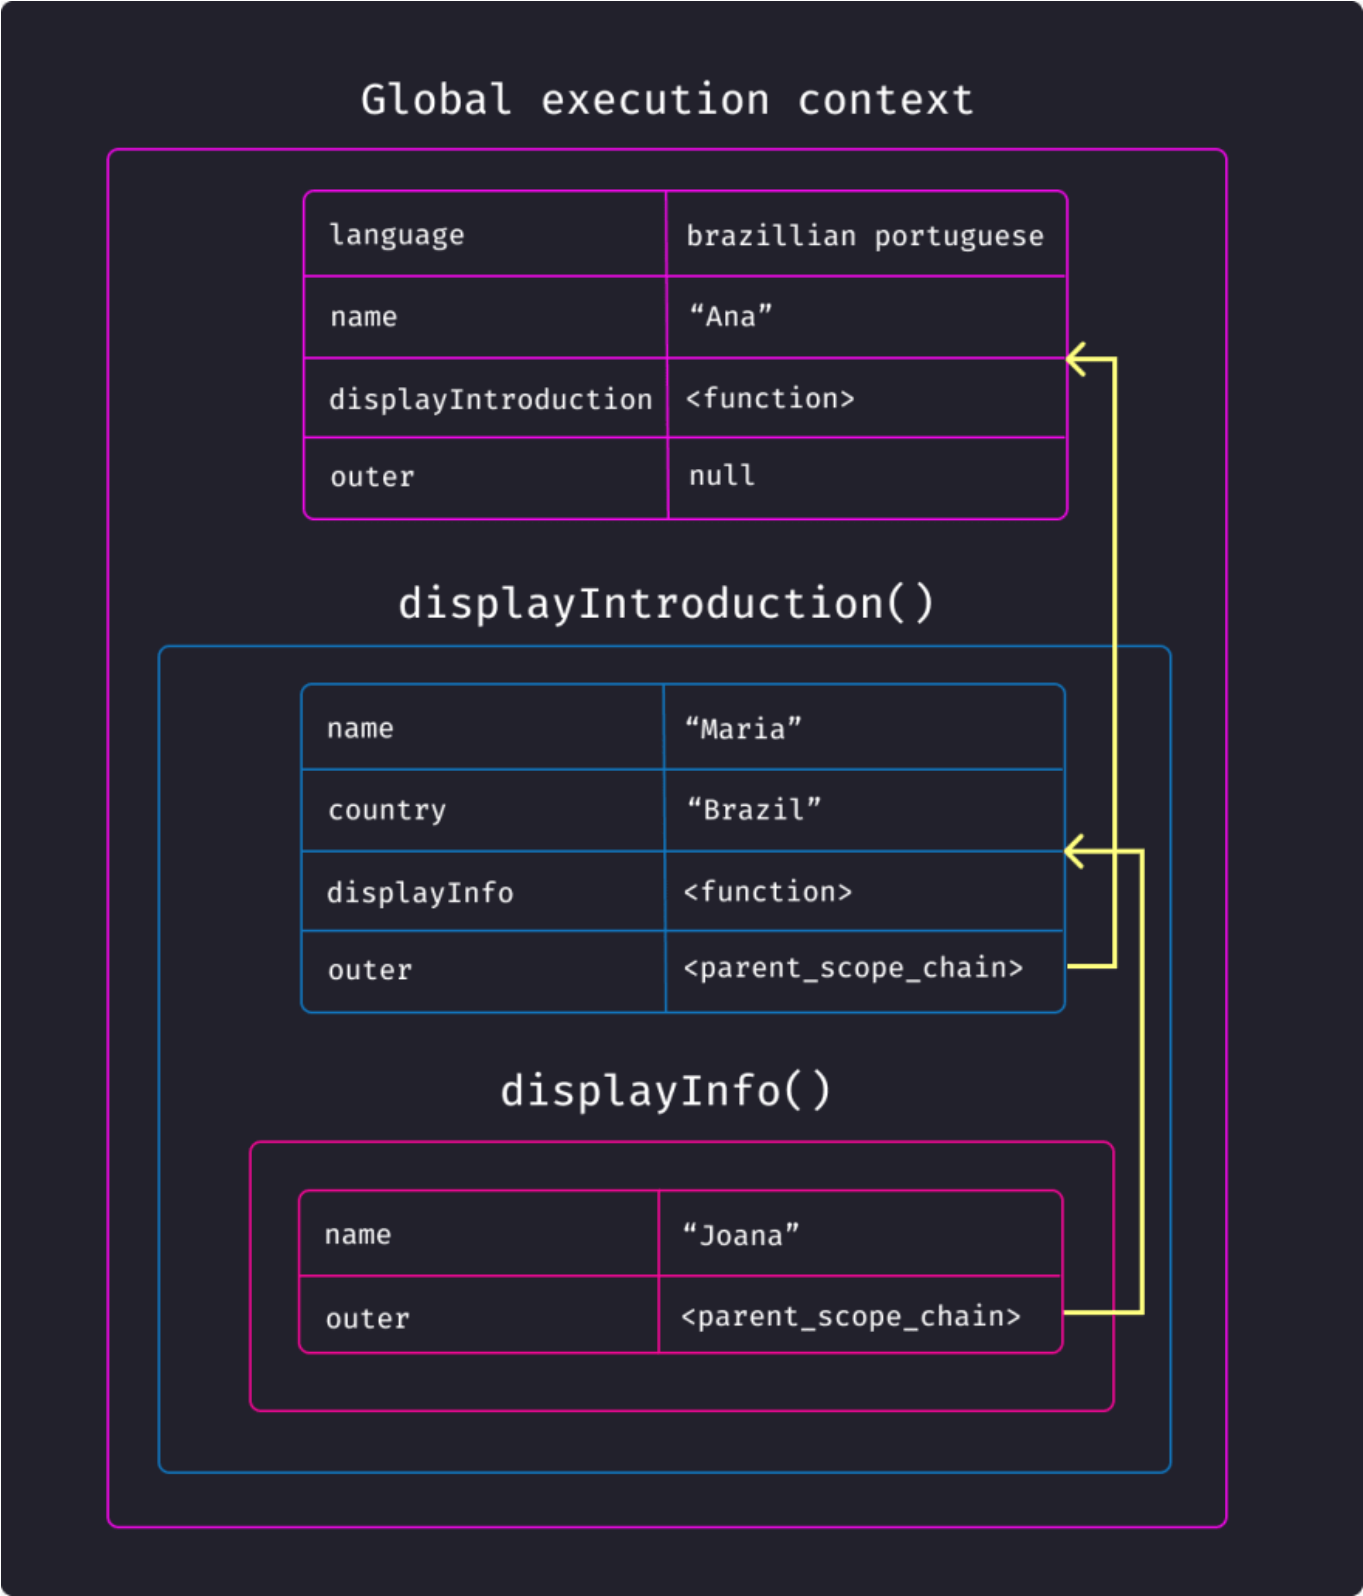 Global execution context
language brazillian portuguese
name “Ana”
displayIntroduction <function>
outer null
displayIntroduction()
name “Maria”
country “Brazil”
displayInfo <function>
outer <parent_scope_chain>
displayInfo()
name “Joana”
outer <parent_scope_chain>